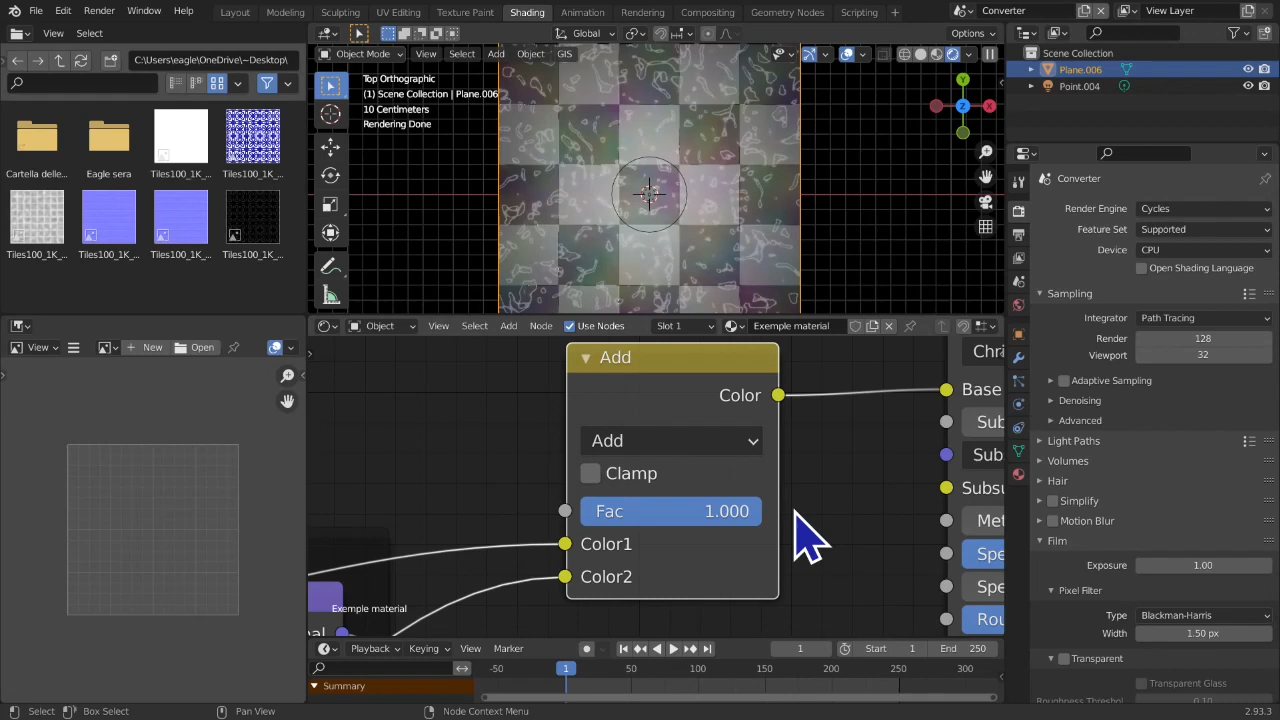 File Edit Render Window Help Layout Modeling Sculpting UV Editing Texture Paint Shading Animation Rendering Compositing Geometry Nodes Scripting + Converter View Layer
View Select
Global Options
C:\Users\eagle\OneDrive\~Desktop\
Object Mode View Select Add Object GIS
Scene Collection
Plane.006
Point.004
Top Orthographic
(1) Scene Collection | Plane.006
10 Centimeters
Rendering Done
Y
Z
X
Cartella delle...
Eagle sera
Tiles100_1K_...
Tiles100_1K_...
Tiles100_1K_...
Tiles100_1K_...
Tiles100_1K_...
Tiles100_1K_...
Converter
Render Engine Cycles
Feature Set Supported
Device CPU
Open Shading Language
Sampling
Integrator Path Tracing
Render 128
Viewport 32
Adaptive Sampling
Denoising
Advanced
Light Paths
Volumes
Hair
Simplify
Motion Blur
Film
Exposure 1.00
Pixel Filter
Type Blackman-Harris
Width 1.50 px
Transparent
Transparent Glass
Roughness Threshol 0.10
Object View Select Add Node Use Nodes Slot 1 Exemple material
View New Open
Add
Color
Add
Clamp
Fac 1.000
Color1
Color2
Chri
Base
Sub
Subs
Subsu
Met
Spe
Spe
Rou
Exemple material
al
Playback Keying View Marker 1 Start 1 End 250
-50 1 50 100 150 200 250 300
Summary
Select Box Select Pan View Node Context Menu 2.93.3